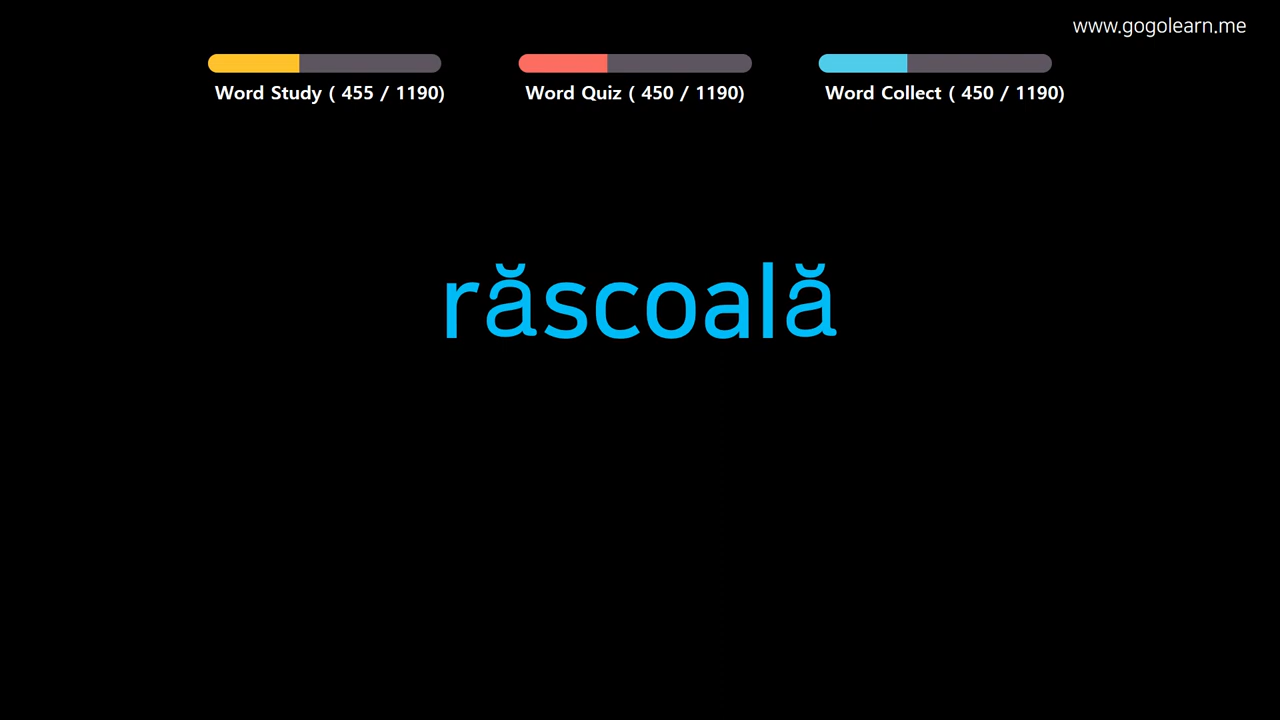 www.gogolearn.me
Word Study ( 455 / 1190)
Word Quiz ( 450 / 1190)
Word Collect ( 450 / 1190)
răscoală